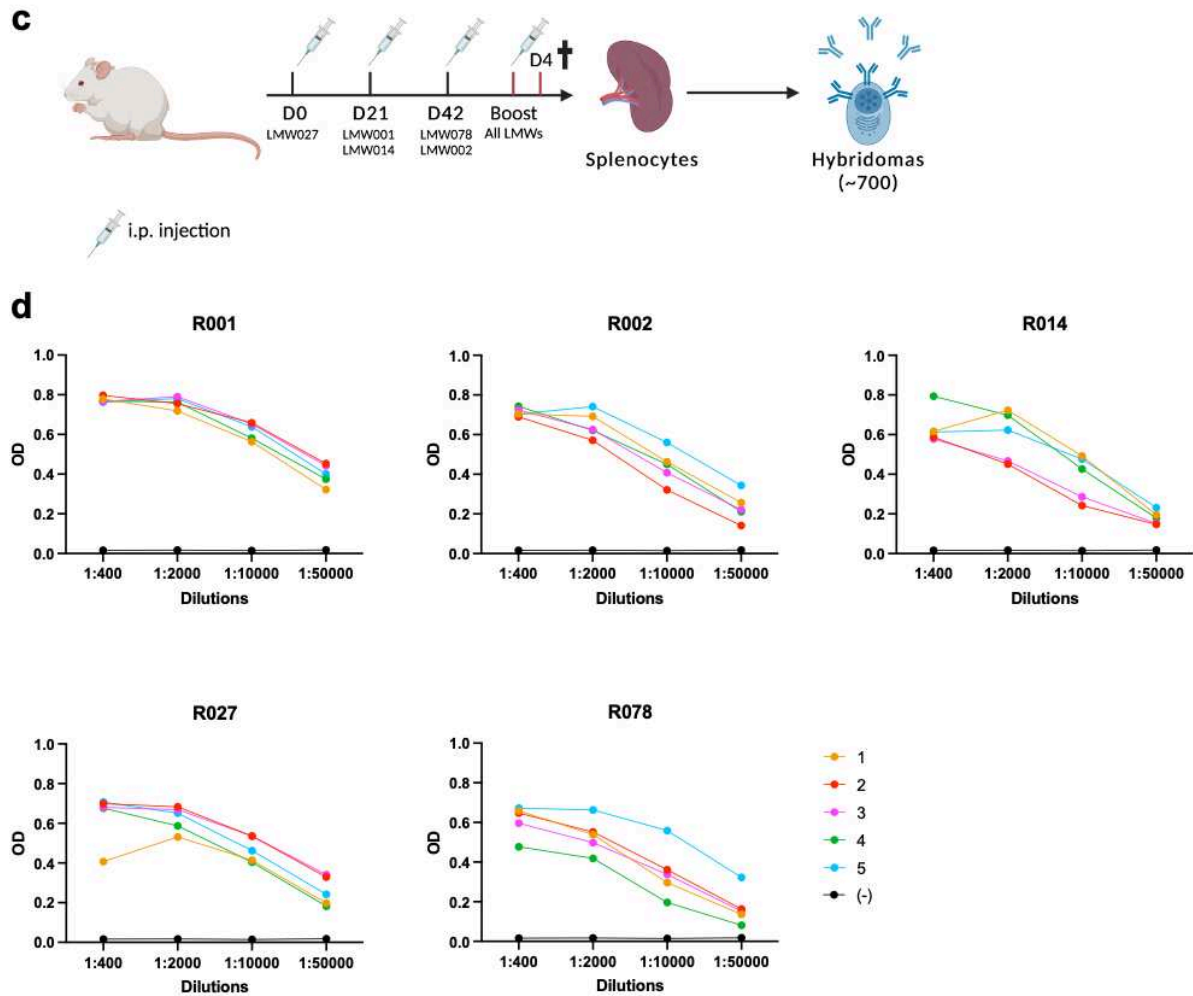 c
D4
D0 D21 D42 Boost
LMW027 LMW001 LMW078 All LMWs
LMW014 LMW002
Splenocytes
Hybridomas
(~700)
i.p. injection
d
R001
1.0
0.8
0.6
OD
0.4
0.2
0.0
1:400 1:2000 1:10000 1:50000
Dilutions
R002
1.0
0.8
0.6
OD
0.4
0.2
0.0
1:400 1:2000 1:10000 1:50000
Dilutions
R014
1.0
0.8
0.6
OD
0.4
0.2
0.0
1:400 1:2000 1:10000 1:50000
Dilutions
R027
1.0
0.8
0.6
OD
0.4
0.2
0.0
1:400 1:2000 1:10000 1:50000
Dilutions
R078
1.0
0.8
0.6
OD
0.4
0.2
0.0
1:400 1:2000 1:10000 1:50000
Dilutions
1
2
3
4
5
(-)